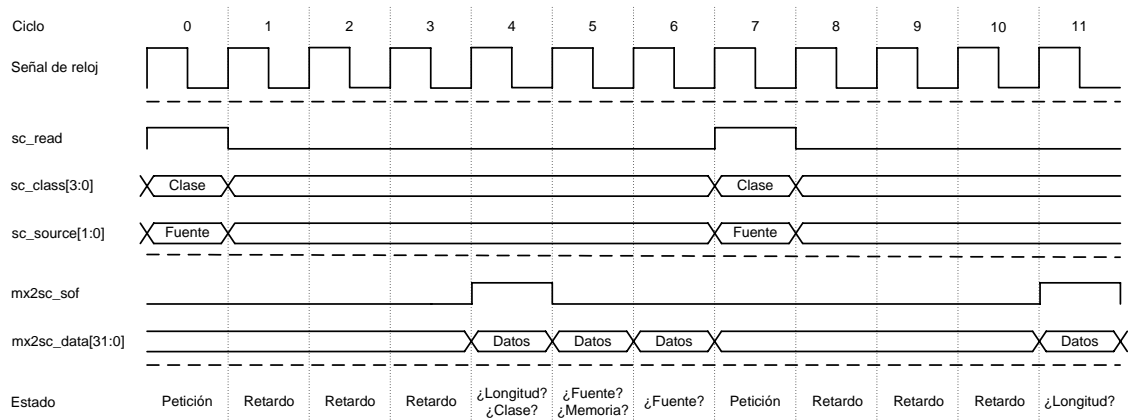 Ciclo 0 1 2 3 4 5 6 7 8 9 10 11
Señal de reloj
sc_read
sc_class[3:0] Clase Clase
sc_source[1:0] Fuente Fuente
mx2sc_sof
mx2sc_data[31:0] Datos Datos Datos Datos
Estado Petición Retardo Retardo Retardo ¿Longitud? ¿Clase? ¿Fuente? ¿Memoria? ¿Fuente? Petición Retardo Retardo Retardo ¿Longitud?